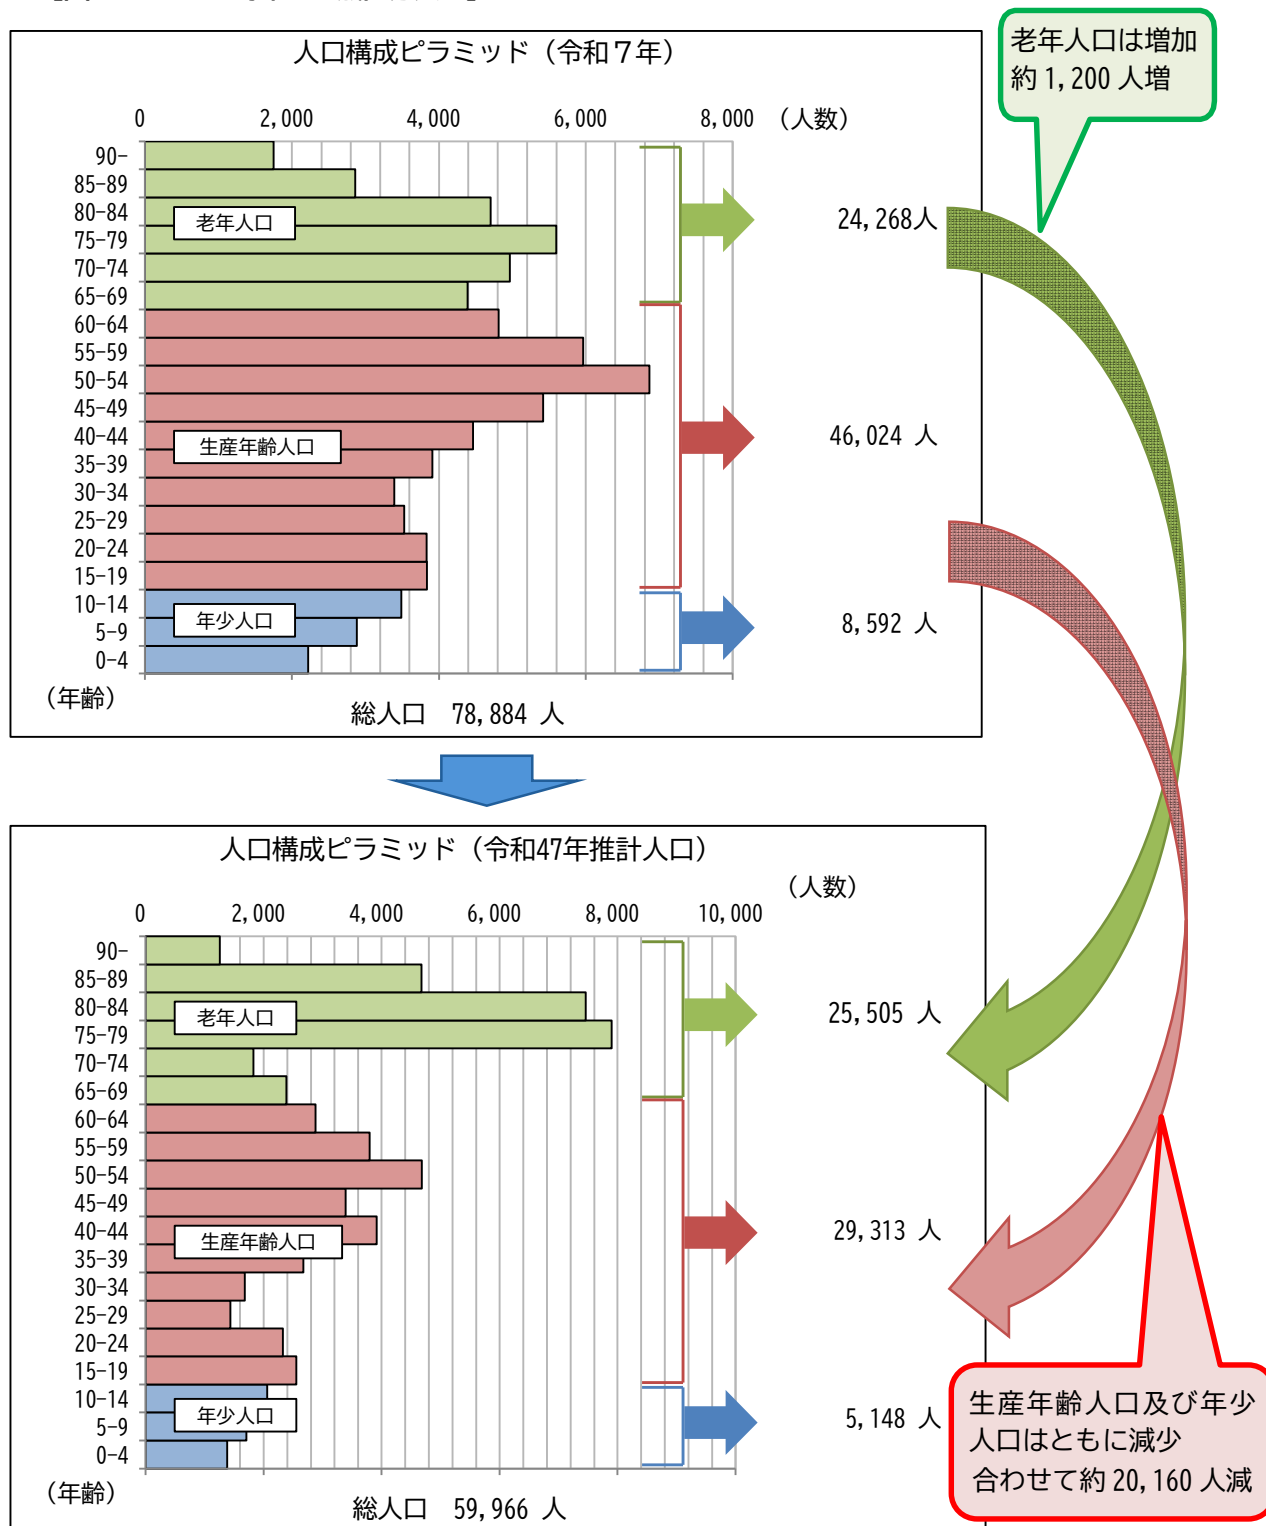 人口構成ピラミッド（令和７年）
0 2,000 4,000 6,000 8,000 （人数）
90-
85-89
80-84
75-79
70-74
65-69
60-64
55-59
50-54
45-49
40-44
35-39
30-34
25-29
20-24
15-19
10-14
5-9
0-4
（年齢）
老年人口
生産年齢人口
年少人口
24,268人
46,024 人
8,592 人
総人口　78,884 人
老年人口は増加
約 1,200 人増
人口構成ピラミッド（令和47年推計人口）
（人数）
0 2,000 4,000 6,000 8,000 10,000
90-
85-89
80-84
75-79
70-74
65-69
60-64
55-59
50-54
45-49
40-44
35-39
30-34
25-29
20-24
15-19
10-14
5-9
0-4
（年齢）
老年人口
生産年齢人口
年少人口
25,505 人
29,313 人
5,148 人
総人口　59,966 人
生産年齢人口及び年少
人口はともに減少
合わせて約 20,160 人減